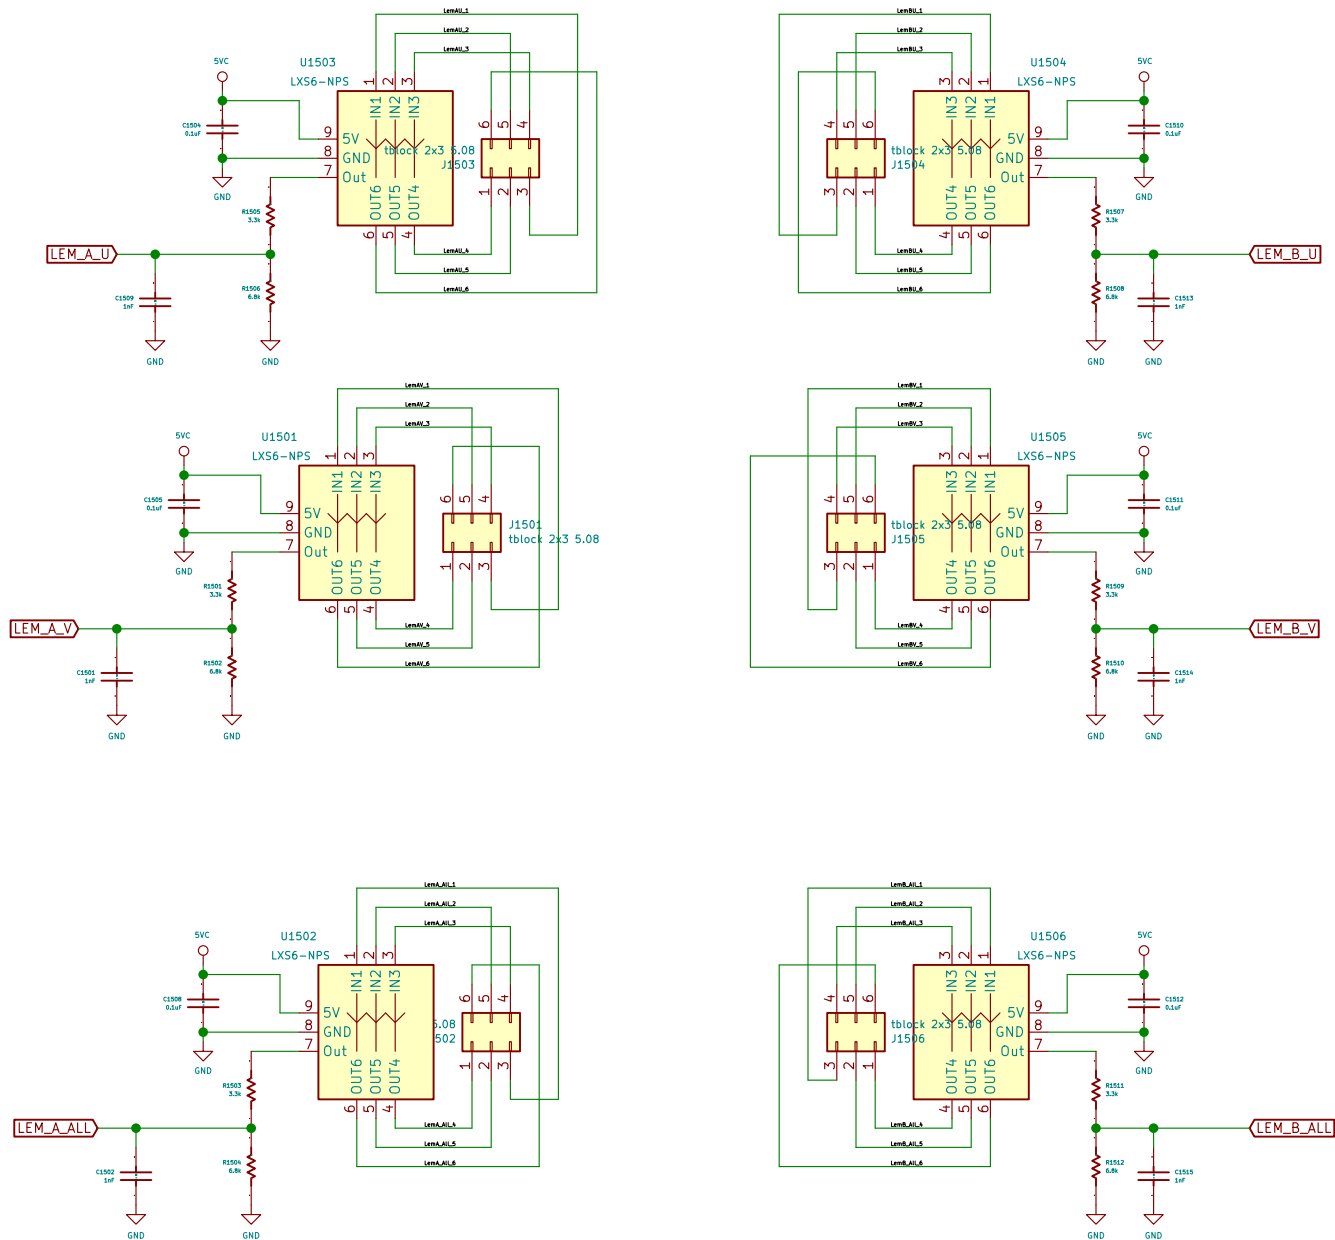 LemAU_1
LemAU_2
LemAU_3
5VC
U1503
LXS6-NPS
1 2 3
IN1 IN2 IN3
6 5 4
C1504
0.1uF
9 5V
8 GND
7 Out
tblock 2x3 5.08
J1503
GND
OUT6 OUT5 OUT4
1 2 3
R1505
3.3k
6 5 4
LemAU_4
LemAU_5
LemAU_6
LEM_A_U
C1509
1nF
R1506
6.8k
GND
GND
LemBU_1
LemBU_2
LemBU_3
U1504
LXS6-NPS
5VC
3 2 1
IN3 IN2 IN1
4 5 6
C1510
0.1uF
9 5V
8 GND
7 Out
tblock 2x3 5.08
J1504
GND
OUT4 OUT5 OUT6
3 2 1
R1507
3.3k
4 5 6
LemBU_4
LemBU_5
LemBU_6
LEM_B_U
R1508
6.8k
C1513
1nF
GND
GND
LemAV_1
LemAV_2
LemAV_3
5VC
U1501
LXS6-NPS
1 2 3
IN1 IN2 IN3
6 5 4
C1505
0.1uF
9 5V
8 GND
7 Out
J1501
tblock 2x3 5.08
GND
OUT6 OUT5 OUT4
1 2 3
R1501
3.3k
6 5 4
LemAV_4
LemAV_5
LemAV_6
LEM_A_V
C1501
1nF
R1502
6.8k
GND
GND
LemBV_1
LemBV_2
LemBV_3
U1505
LXS6-NPS
5VC
3 2 1
IN3 IN2 IN1
4 5 6
C1511
0.1uF
9 5V
8 GND
7 Out
tblock 2x3 5.08
J1505
GND
OUT4 OUT5 OUT6
3 2 1
R1509
3.3k
4 5 6
LemBV_4
LemBV_5
LemBV_6
LEM_B_V
R1510
6.8k
C1514
1nF
GND
GND
LemA_All_1
LemA_All_2
LemA_All_3
5VC
U1502
LXS6-NPS
1 2 3
IN1 IN2 IN3
6 5 4
C1508
0.1uF
9 5V
8 GND
7 Out
5.08
502
GND
OUT6 OUT5 OUT4
1 2 3
R1503
3.3k
6 5 4
LemA_All_4
LemA_All_5
LemA_All_6
LEM_A_ALL
C1502
1nF
R1504
6.8k
GND
GND
LemB_All_1
LemB_All_2
LemB_All_3
U1506
LXS6-NPS
5VC
3 2 1
IN3 IN2 IN1
4 5 6
C1512
0.1uF
9 5V
8 GND
7 Out
tblock 2x3 5.08
J1506
GND
OUT4 OUT5 OUT6
3 2 1
R1511
3.3k
4 5 6
LemB_All_4
LemB_All_5
LemB_All_6
LEM_B_ALL
R1512
6.8k
C1515
1nF
GND
GND